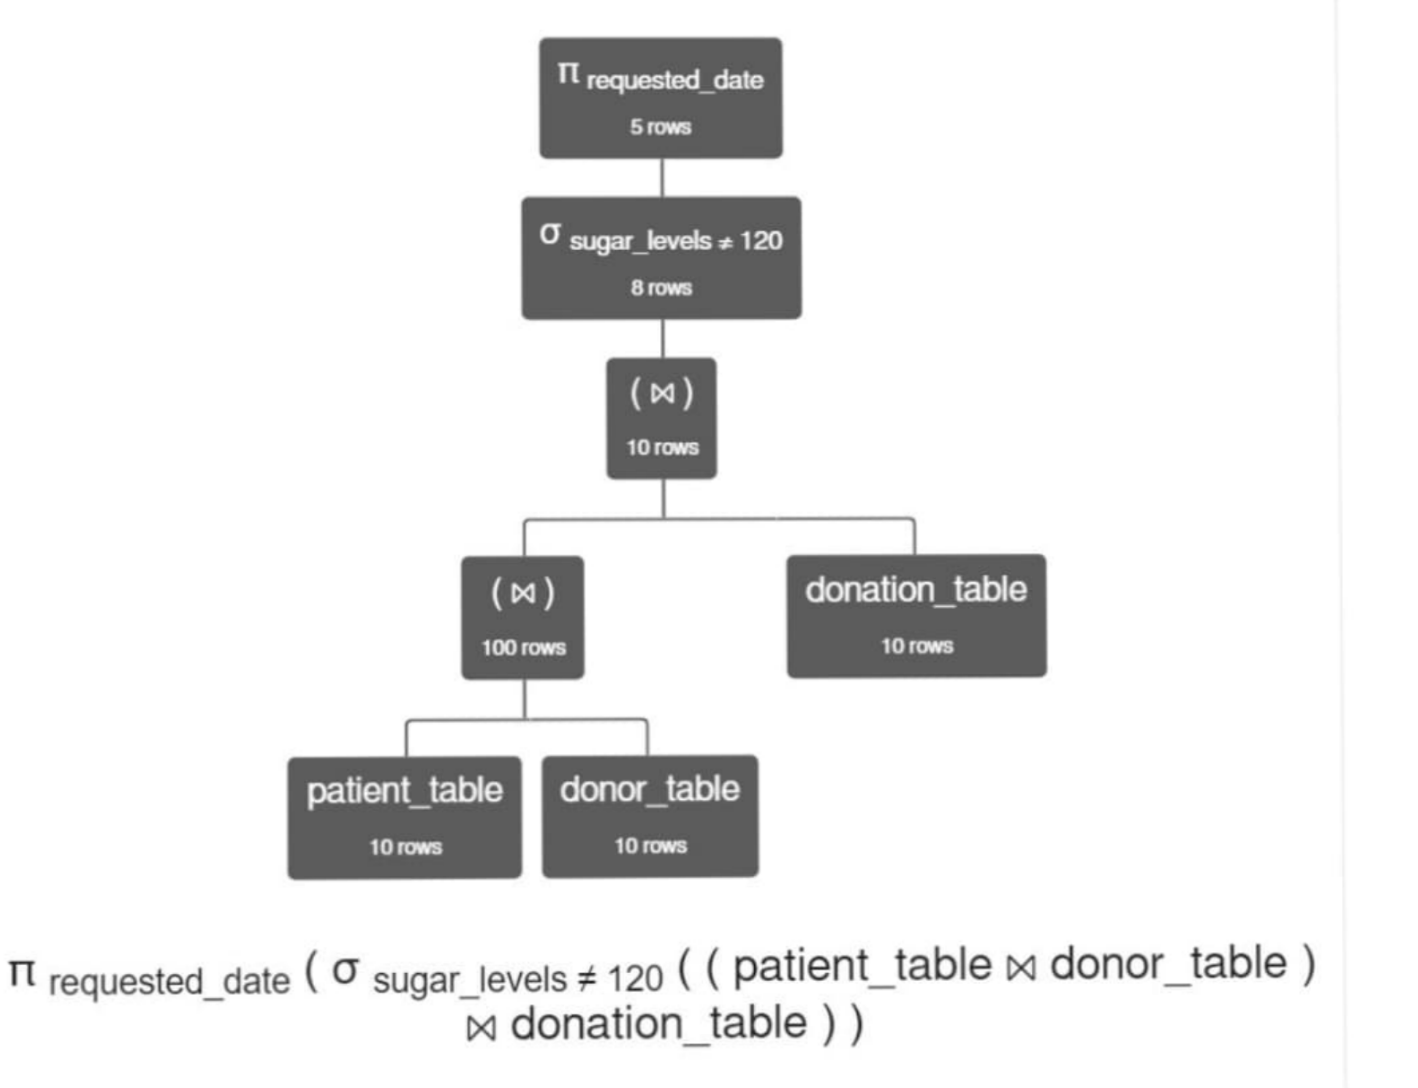 π requested_date
5 rows
σ sugar_levels ≠ 120
8 rows
( ⋈ )
10 rows
( ⋈ )
100 rows
donation_table
10 rows
patient_table
10 rows
donor_table
10 rows
π requested_date ( σ sugar_levels ≠ 120 ( ( patient_table ⋈ donor_table )
⋈ donation_table ) )